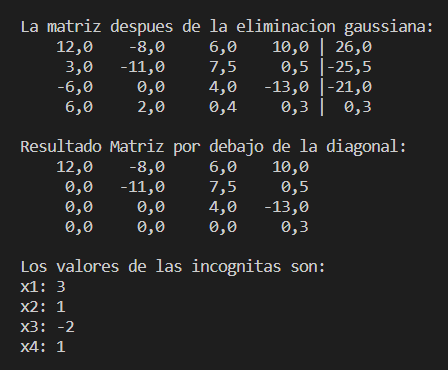 La matriz despues de la eliminacion gaussiana:
12,0 -8,0 6,0 10,0 | 26,0
3,0 -11,0 7,5 0,5 |-25,5
-6,0 0,0 4,0 -13,0 |-21,0
6,0 2,0 0,4 0,3 | 0,3
Resultado Matriz por debajo de la diagonal:
12,0 -8,0 6,0 10,0
0,0 -11,0 7,5 0,5
0,0 0,0 4,0 -13,0
0,0 0,0 0,0 0,3
Los valores de las incognitas son:
x1: 3
x2: 1
x3: -2
x4: 1